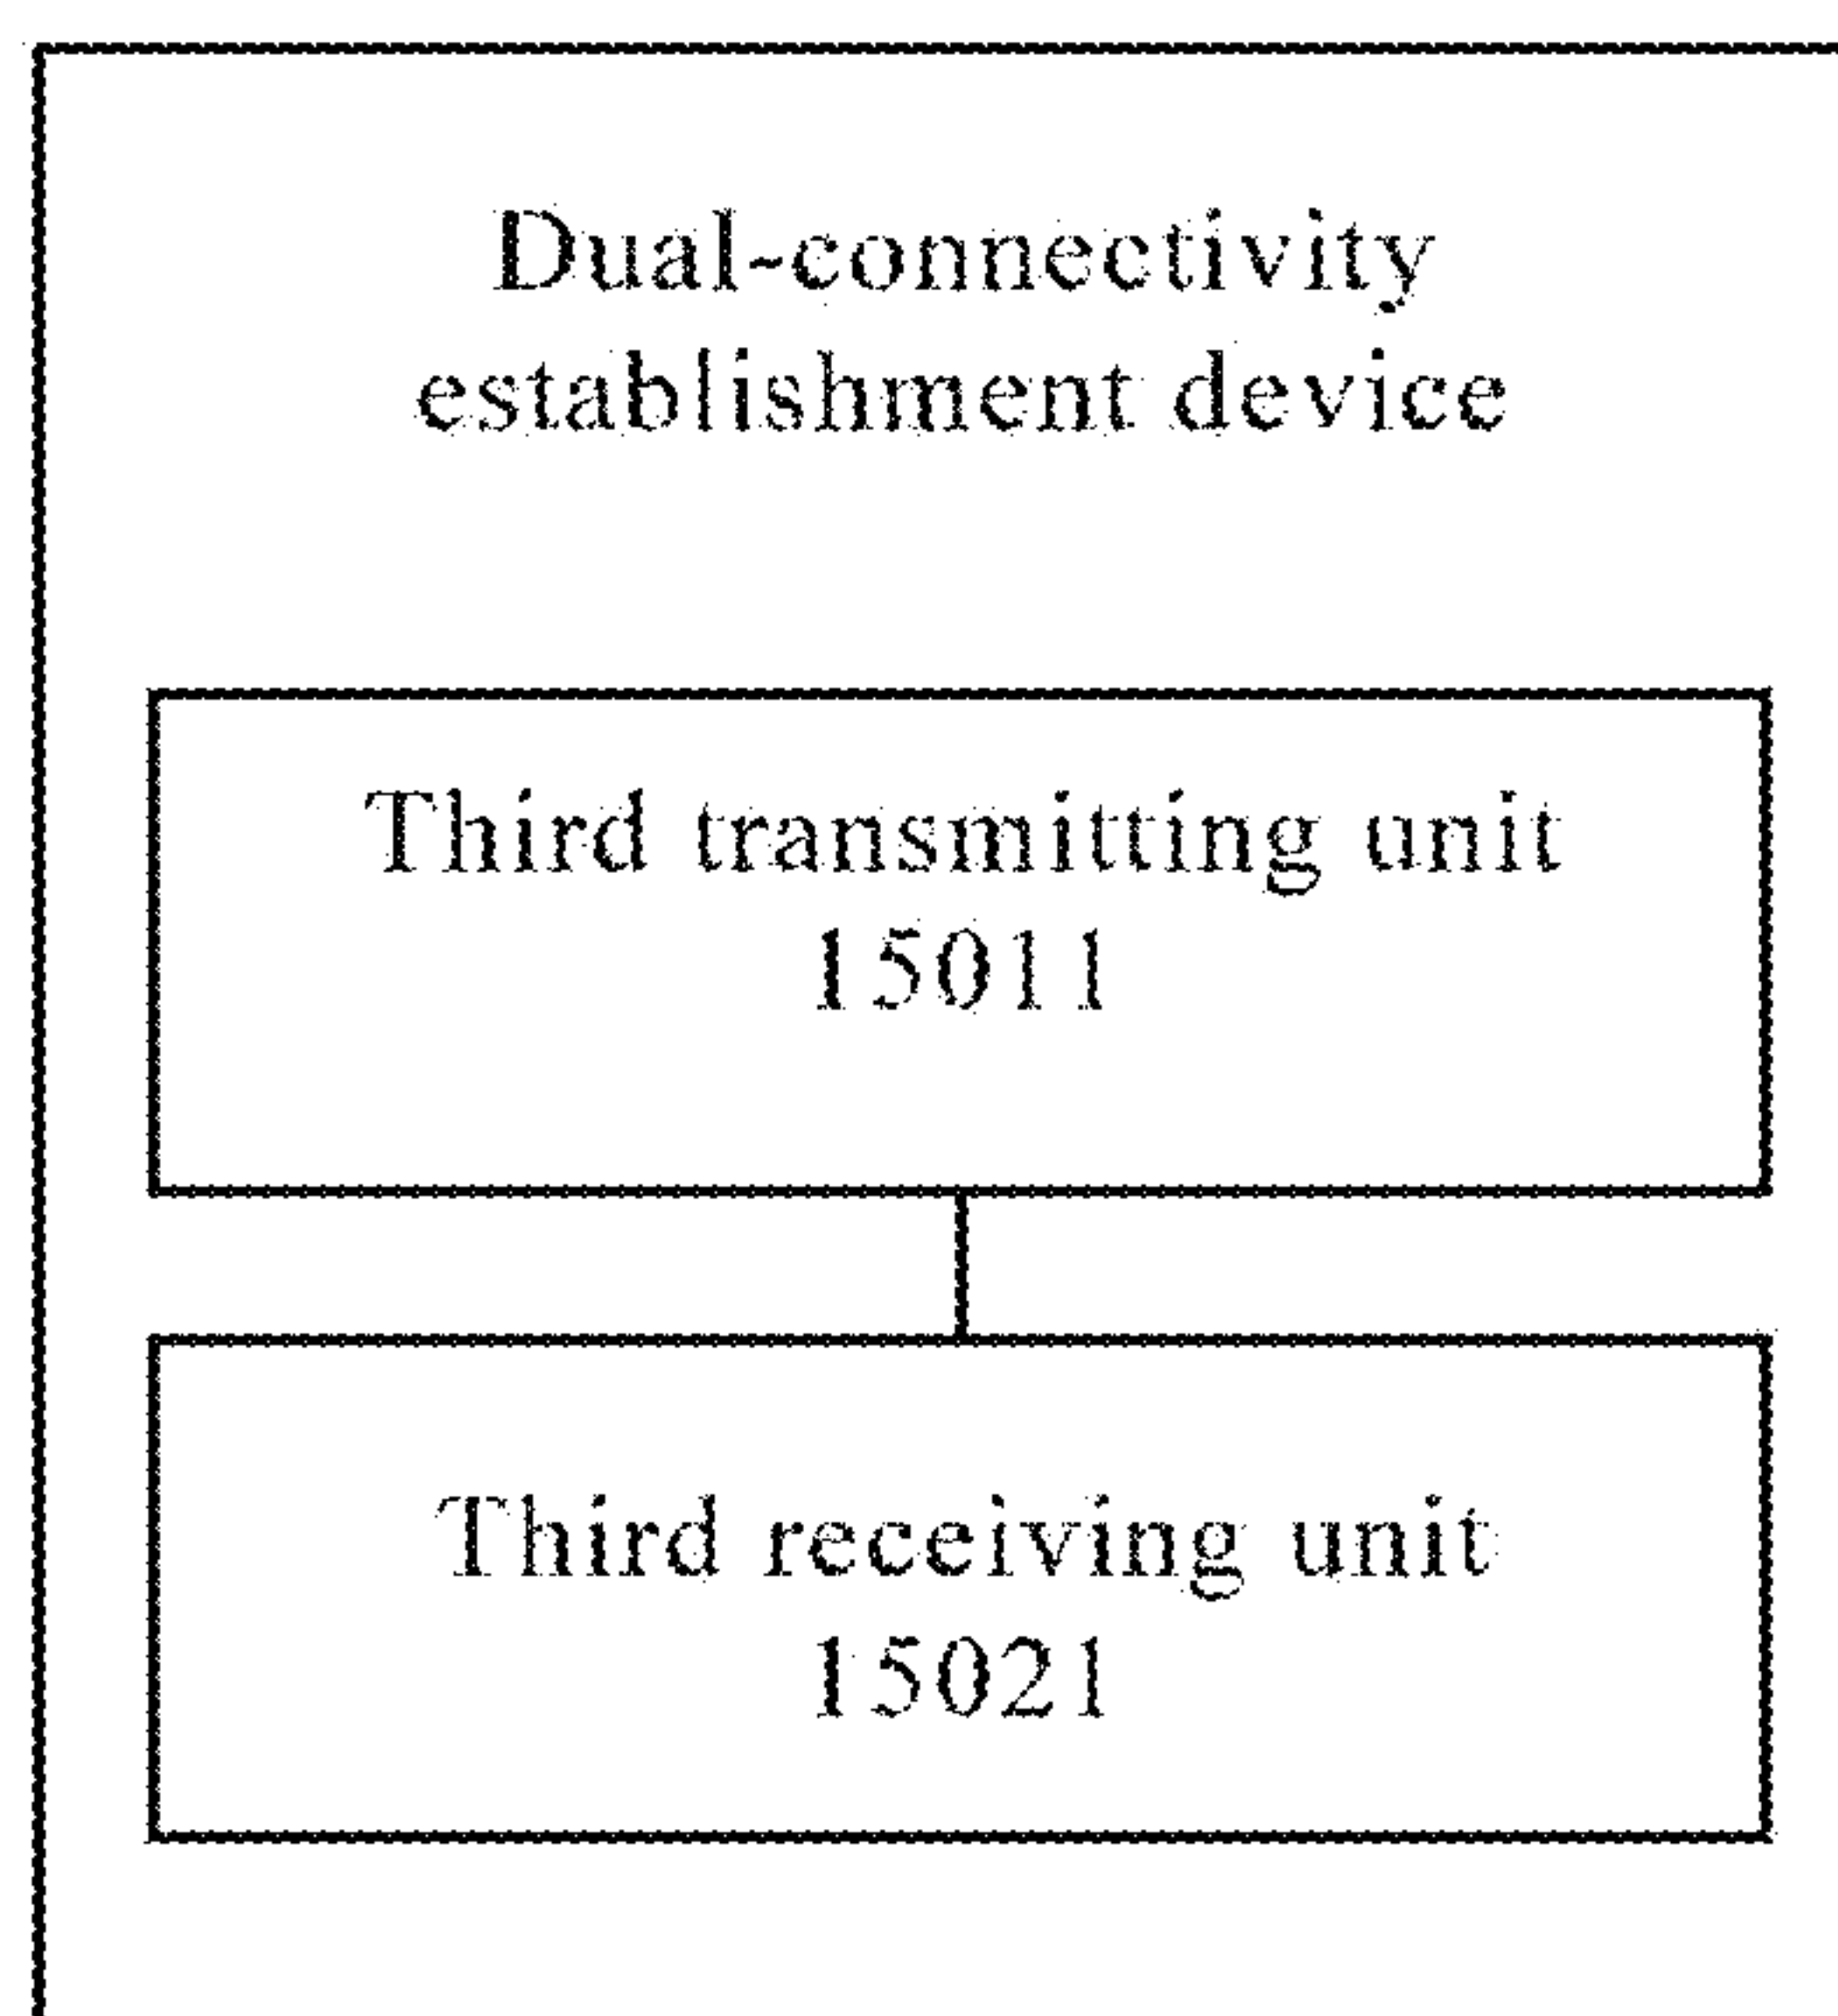 Dual-connectivity
establishment device
Third transmitting unit
15011
Third receiving unit
15021